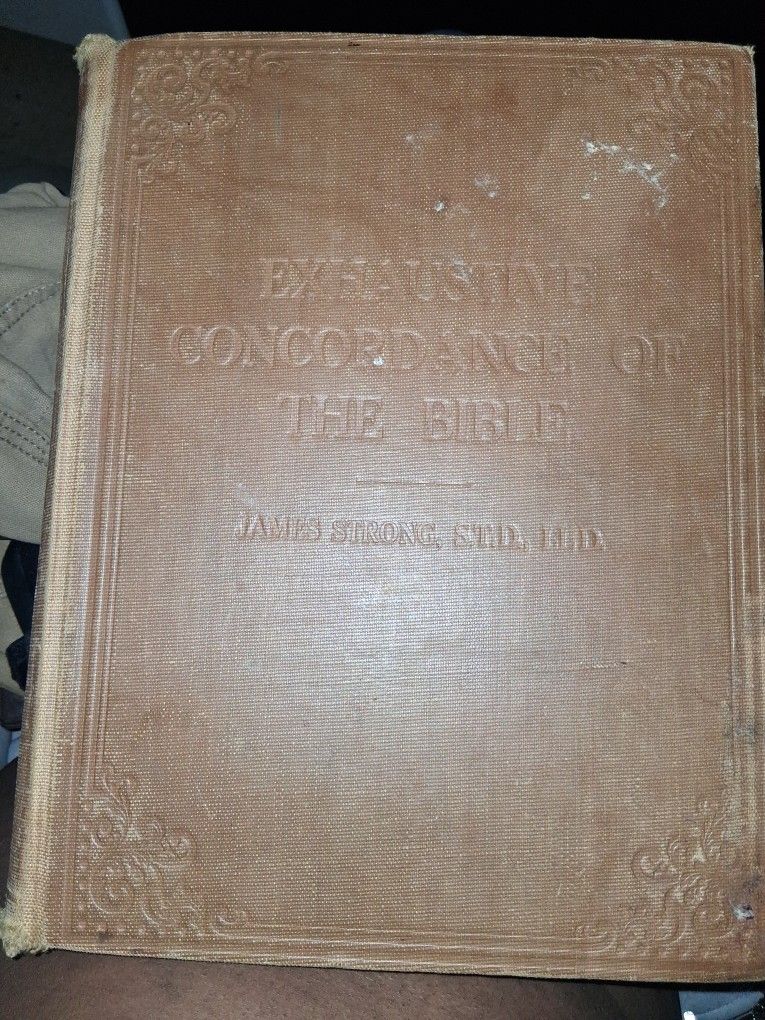 EXHAUSTIVE
CONCORDANCE OF
THE BIBLE
JAMES STRONG, S.T.D., LL.D.